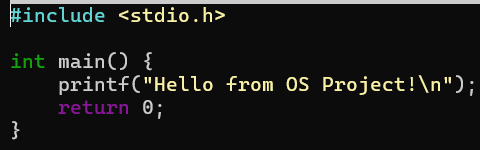 #include <stdio.h>

int main() {
    printf("Hello from OS Project!\n");
    return 0;
}